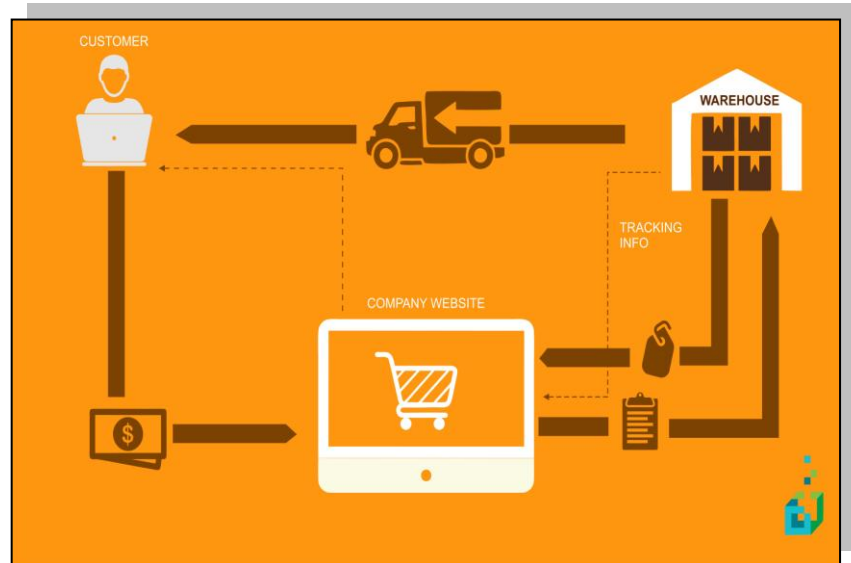 CUSTOMER
WAREHOUSE
TRACKING
INFO
COMPANY WEBSITE
$